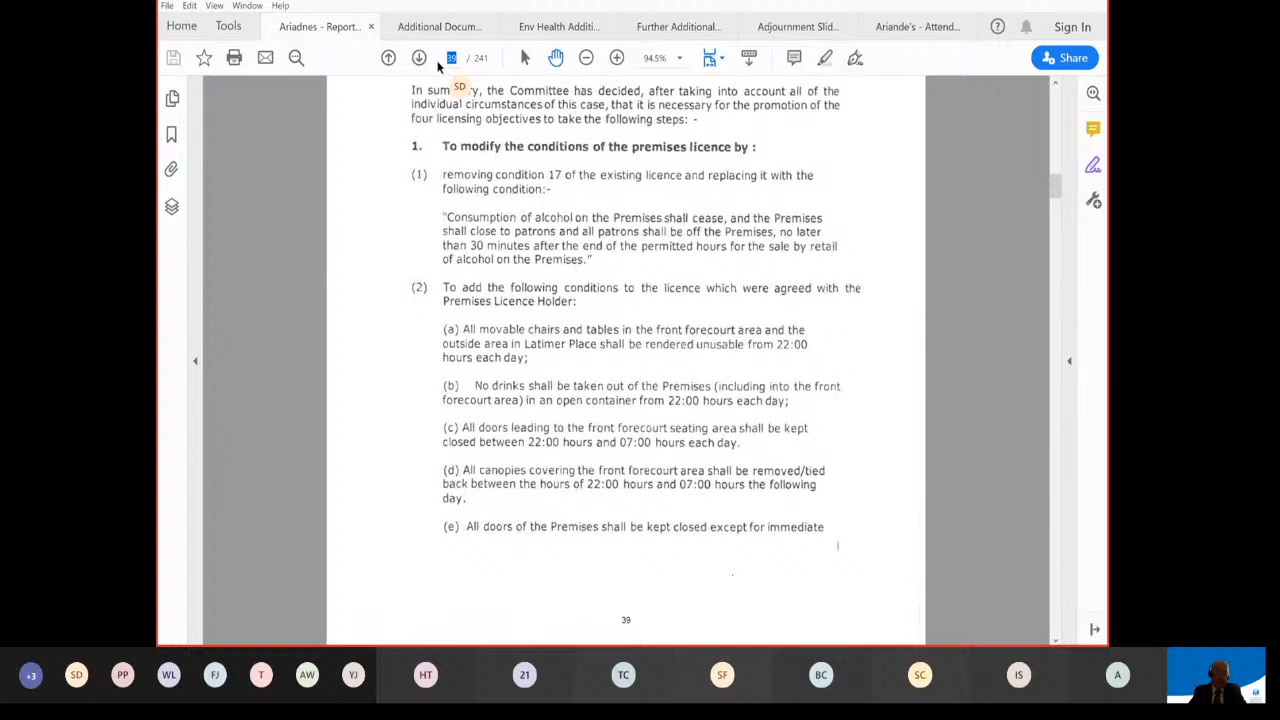 File Edit View Window Help
Home Tools Ariadnes - Report... × Additional Docum... Env Health Additi... Further Additional... Adjournment Slid... Ariande's - Attend... Sign In
39 / 241 94.5% Share
SD
In summary, the Committee has decided, after taking into account all of the
individual circumstances of this case, that it is necessary for the promotion of the
four licensing objectives to take the following steps: -
1. To modify the conditions of the premises licence by :
(1) removing condition 17 of the existing licence and replacing it with the
following condition:-
"Consumption of alcohol on the Premises shall cease, and the Premises
shall close to patrons and all patrons shall be off the Premises, no later
than 30 minutes after the end of the permitted hours for the sale by retail
of alcohol on the Premises."
(2) To add the following conditions to the licence which were agreed with the
Premises Licence Holder:
(a) All movable chairs and tables in the front forecourt area and the
outside area in Latimer Place shall be rendered unusable from 22:00
hours each day;
(b) No drinks shall be taken out of the Premises (including into the front
forecourt area) in an open container from 22:00 hours each day;
(c) All doors leading to the front forecourt seating area shall be kept
closed between 22:00 hours and 07:00 hours each day.
(d) All canopies covering the front forecourt area shall be removed/tied
back between the hours of 22:00 hours and 07:00 hours the following
day.
(e) All doors of the Premises shall be kept closed except for immediate
39
+3 SD PP WL FJ T AW YJ HT 21 TC SF BC SC IS A